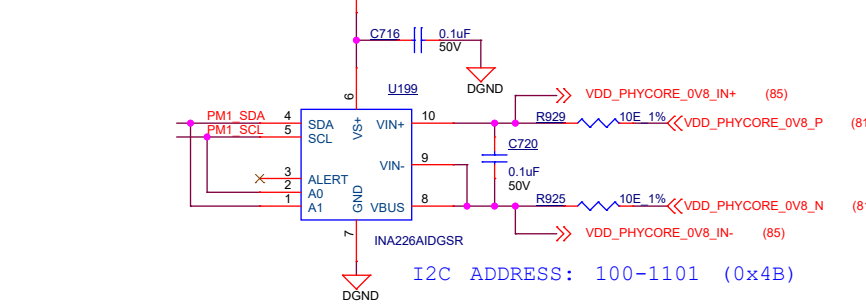 C716
0.1uF
50V
DGND
U199
VDD_PHYCORE_0V8_IN+ (85)
6
PM1_SDA 4 SDA VS+ VIN+ 10 R929 10E_1% VDD_PHYCORE_0V8_P (81
PM1_SCL 5 SCL
C720
9 VIN-
0.1uF
50V
3 ALERT
2 A0
1 A1 GND VBUS 8 R925 10E_1% VDD_PHYCORE_0V8_N (81
7
INA226AIDGSR
VDD_PHYCORE_0V8_IN- (85)
I2C ADDRESS: 100-1101 (0x4B)
DGND